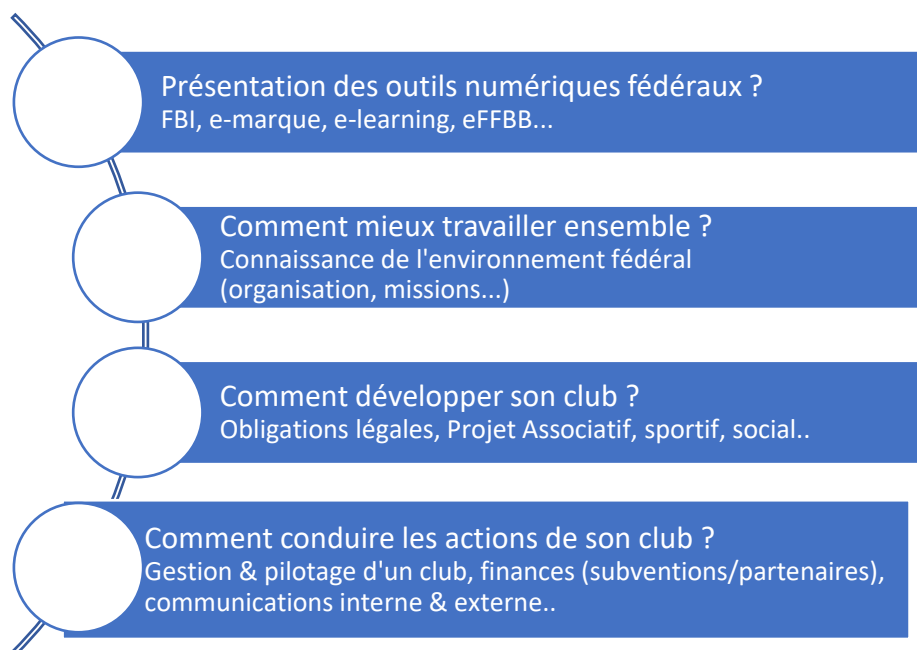 Présentation des outils numériques fédéraux ?
FBI, e-marque, e-learning, eFFBB...
Comment mieux travailler ensemble ?
Connaissance de l'environnement fédéral
(organisation, missions...)
Comment développer son club ?
Obligations légales, Projet Associatif, sportif, social..
Comment conduire les actions de son club ?
Gestion & pilotage d'un club, finances (subventions/partenaires),
communications interne & externe..